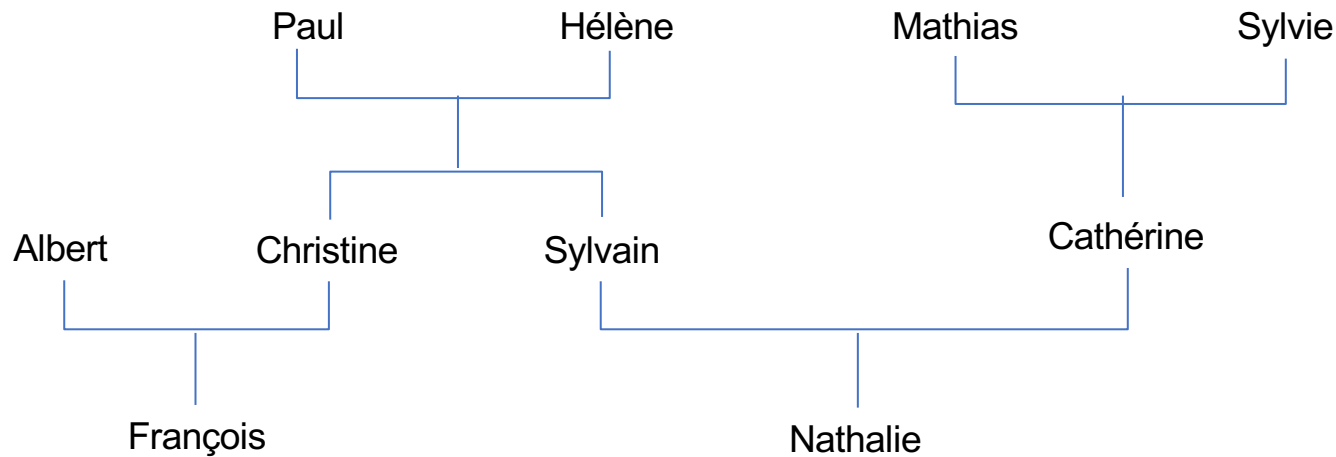 Paul Hélène Mathias Sylvie
Albert Christine Sylvain Cathérine
François Nathalie